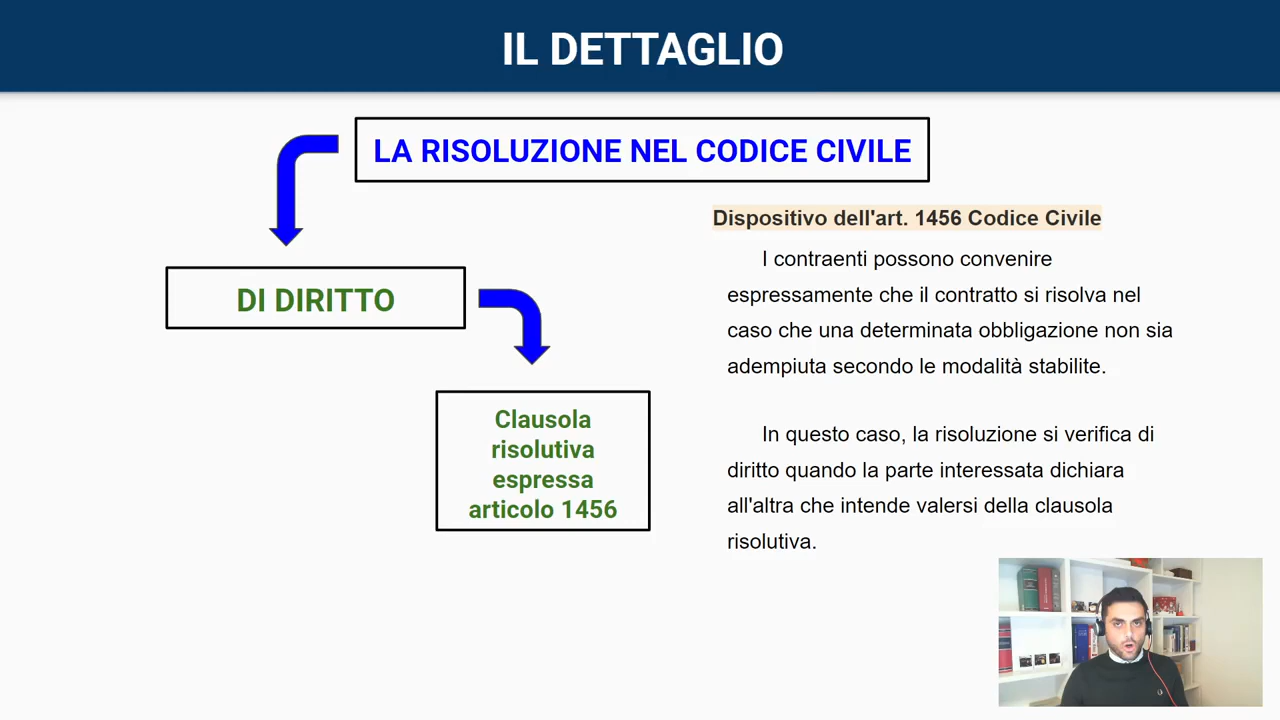 IL DETTAGLIO
LA RISOLUZIONE NEL CODICE CIVILE
DI DIRITTO
Clausola
risolutiva
espressa
articolo 1456
Dispositivo dell'art. 1456 Codice Civile
I contraenti possono convenire
espressamente che il contratto si risolva nel
caso che una determinata obbligazione non sia
adempiuta secondo le modalità stabilite.
In questo caso, la risoluzione si verifica di
diritto quando la parte interessata dichiara
all'altra che intende valersi della clausola
risolutiva.